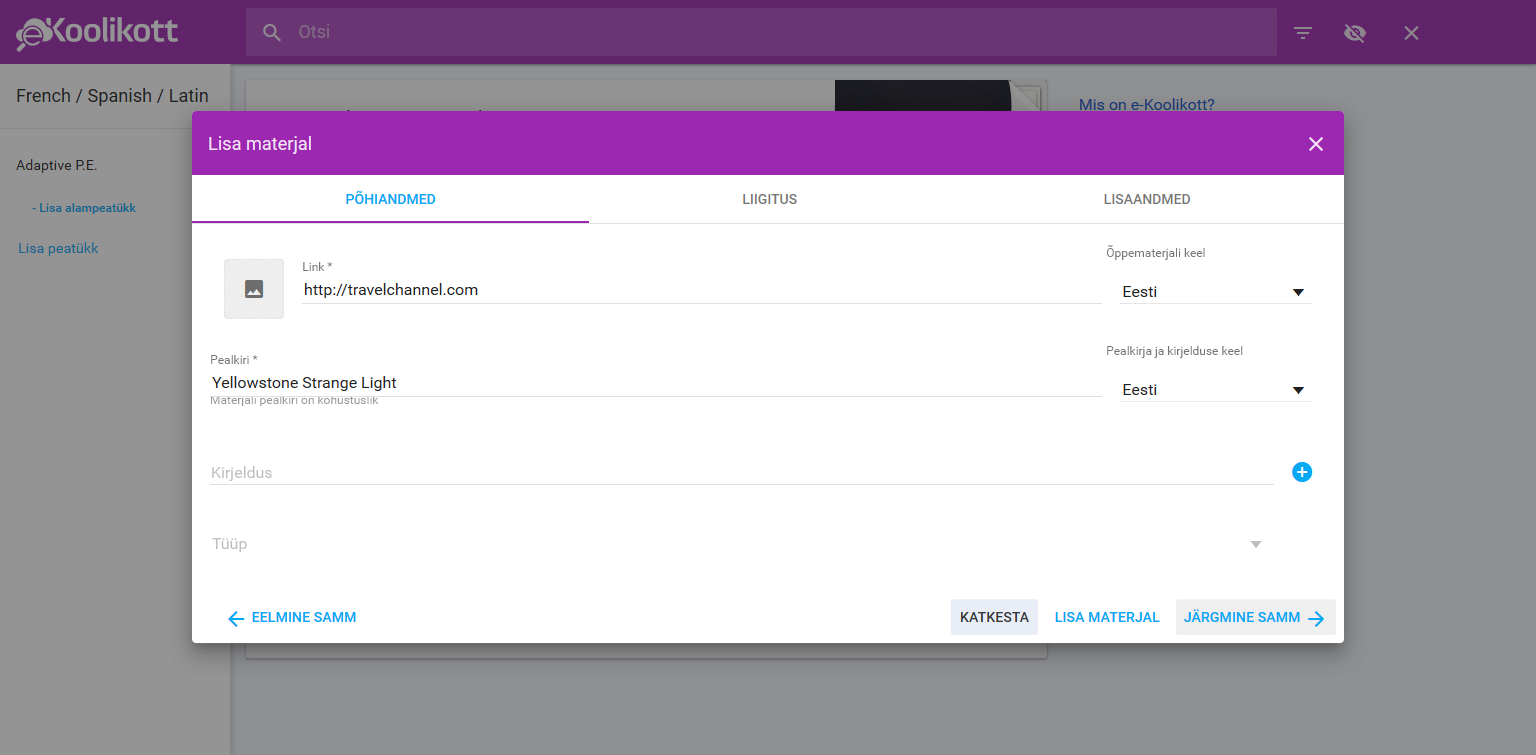 Koolikott
Otsi
French / Spanish / Latin
Mis on e-Koolikott?
Lisa materjal
Adaptive P.E.
- Lisa alampeatükk
Lisa peatükk
PÕHIANDMED
LIIGITUS
LISAANDMED
Link *
http://travelchannel.com
Õppematerjali keel
Eesti
Pealkiri *
Yellowstone Strange Light
Materjali pealkiri on kohustuslik
Pealkirja ja kirjelduse keel
Eesti
Kirjeldus
Tüüp
EELMINE SAMM
KATKESTA
LISA MATERJAL
JÄRGMINE SAMM